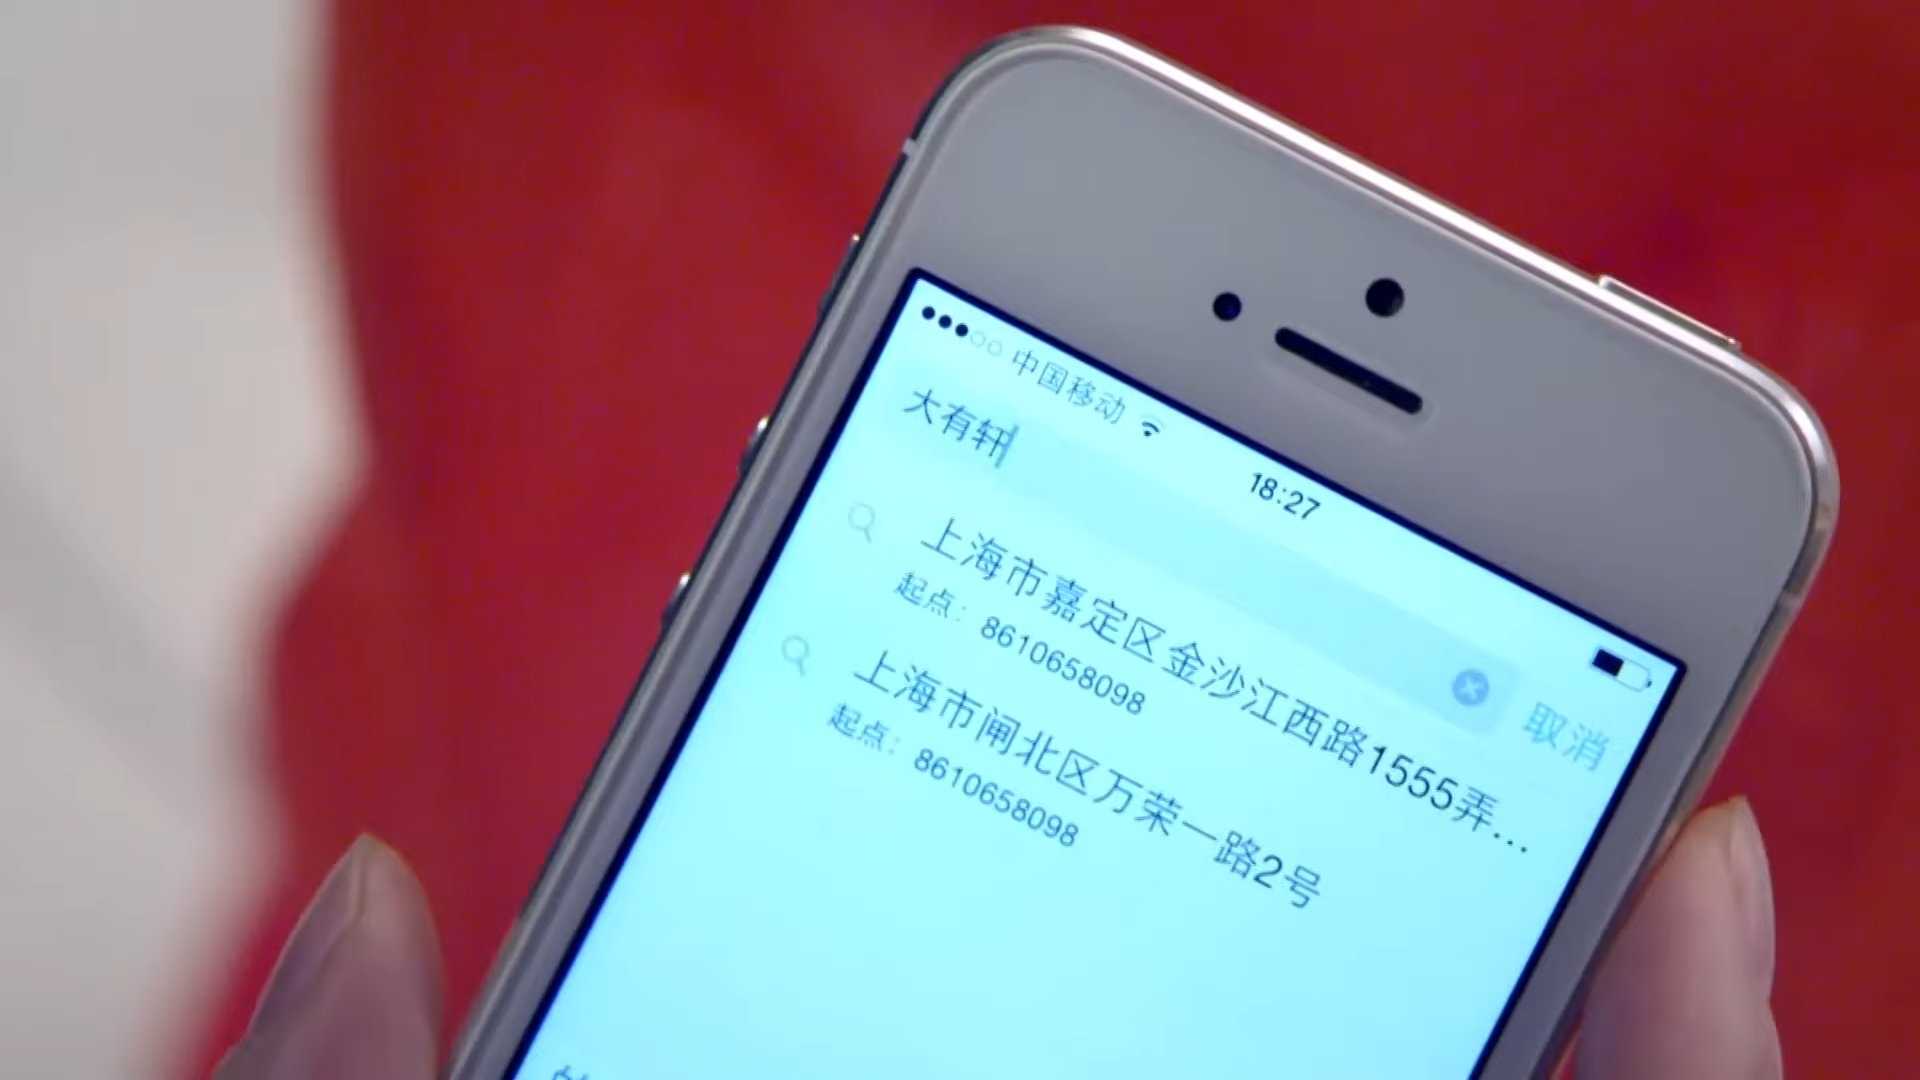 中国移动
18:27
大有轩
取消
上海市嘉定区金沙江西路1555弄...
起点：8610658098
上海市闸北区万荣一路2号
起点：8610658098